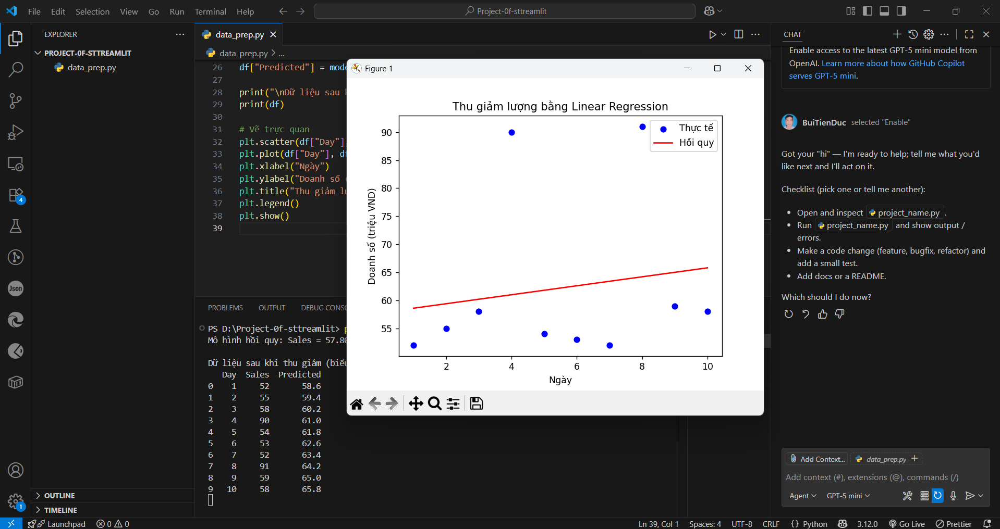 File Edit Selection View Go Run Terminal Help
Project-0f-sttreamlit
EXPLORER
PROJECT-0F-STTREAMLIT
data_prep.py
4
Json
OUTLINE
TIMELINE
1
data_prep.py
data_prep.py > ...
26 df["Predicted"] = mode
27
28 print("\nDữ liệu sau
29 print(df)
30
31 # Vẽ trực quan
32 plt.scatter(df["Day"]
33 plt.plot(df["Day"], d
34 plt.xlabel("Ngày")
35 plt.ylabel("Doanh số
36 plt.title("Thu giảm l
37 plt.legend()
38 plt.show()
39
PROBLEMS OUTPUT DEBUG CONSO
PS D:\Project-0f-sttreamlit> p
Mô hình hồi quy: Sales = 57.80
Dữ liệu sau khi thu giảm (biểu
Day Sales Predicted
0 1 52 58.6
1 2 55 59.4
2 3 58 60.2
3 4 90 61.0
4 5 54 61.8
5 6 53 62.6
6 7 52 63.4
7 8 91 64.2
8 9 59 65.0
9 10 58 65.8
Figure 1
Thu giảm lượng bằng Linear Regression
Thực tế
Hồi quy
90
85
80
75
70
65
60
55
Doanh số (triệu VND)
2 4 6 8 10
Ngày
CHAT
Enable access to the latest GPT-5 mini model from
OpenAI. Learn more about how GitHub Copilot
serves GPT-5 mini.
BuiTienDuc selected "Enable"
Got your "hi" — I'm ready to help; tell me what you'd
like next and I'll act on it.
Checklist (pick one or tell me another):
• Open and inspect project_name.py .
• Run project_name.py and show output /
errors.
• Make a code change (feature, bugfix, refactor) and
add a small test.
• Add docs or a README.
Which should I do now?
Add Context... data_prep.py +
Add context (#), extensions (@), commands (/)
Agent GPT-5 mini
Launchpad 0 0 Ln 39, Col 1 Spaces: 4 UTF-8 CRLF {} Python 3.12.0 Go Live Prettier